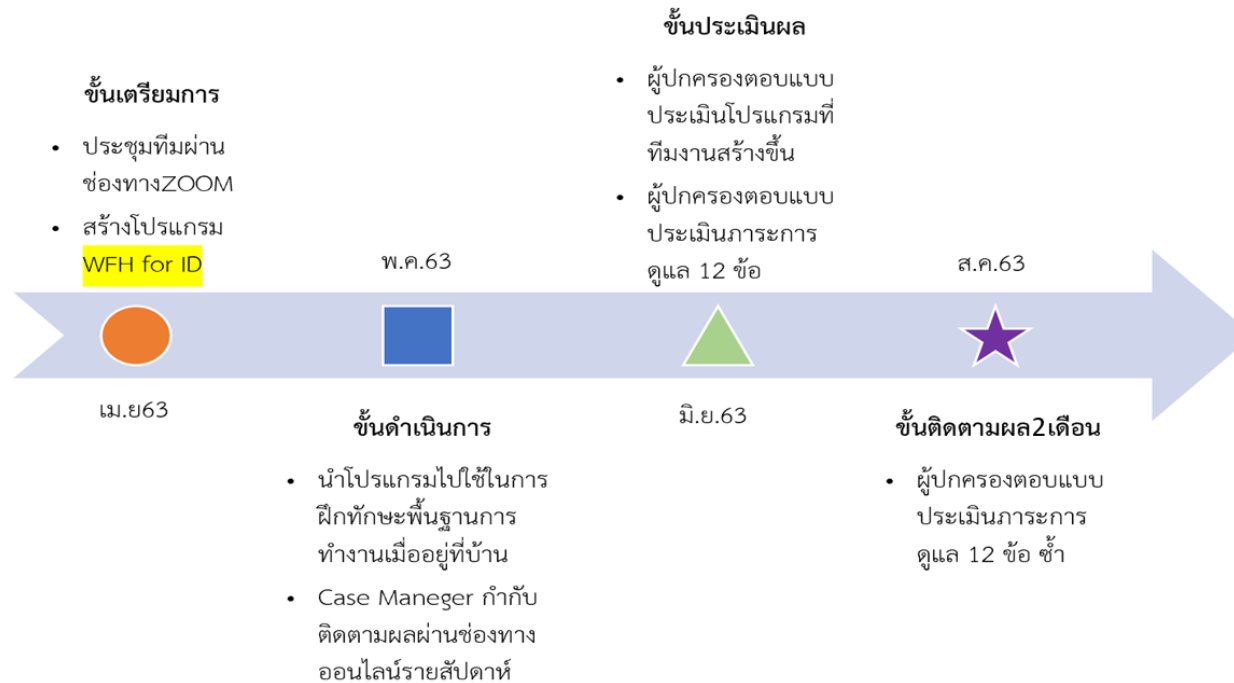 ขั้นเตรียมการ
• ประชุมทีมผ่าน
ช่องทางZOOM
• สร้างโปรแกรม
WFH for ID
เม.ย63
พ.ค.63
ขั้นดำเนินการ
• นำโปรแกรมไปใช้ในการ
ฝึกทักษะพื้นฐานการ
ทำงานเมื่ออยู่ที่บ้าน
• Case Maneger กำกับ
ติดตามผลผ่านช่องทาง
ออนไลน์รายสัปดาห์
ขั้นประเมินผล
• ผู้ปกครองตอบแบบ
ประเมินโปรแกรมที่
ทีมงานสร้างขึ้น
• ผู้ปกครองตอบแบบ
ประเมินภาระการ
ดูแล 12 ข้อ
มิ.ย.63
ส.ค.63
ขั้นติดตามผล2เดือน
• ผู้ปกครองตอบแบบ
ประเมินภาระการ
ดูแล 12 ข้อ ซ้ำ